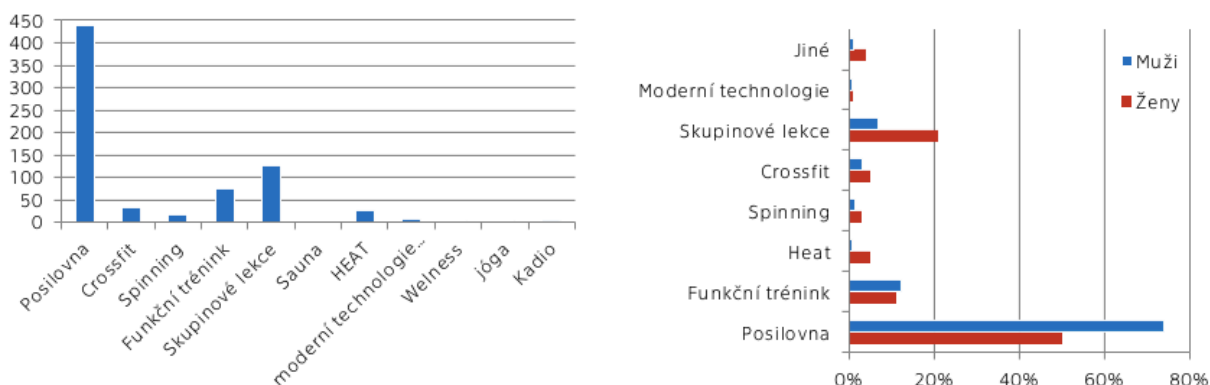 450
400
350
300
250
200
150
100
50
0
Posilovna
Crossfit
Spinning
Funkční trénink
Skupinové lekce
Sauna
HEAT
moderní technologie...
Welness
jóga
Kadio
Jiné
Moderní technologie
Skupinové lekce
Crossfit
Spinning
Heat
Funkční trénink
Posilovna
Muži
Ženy
0%
20%
40%
60%
80%